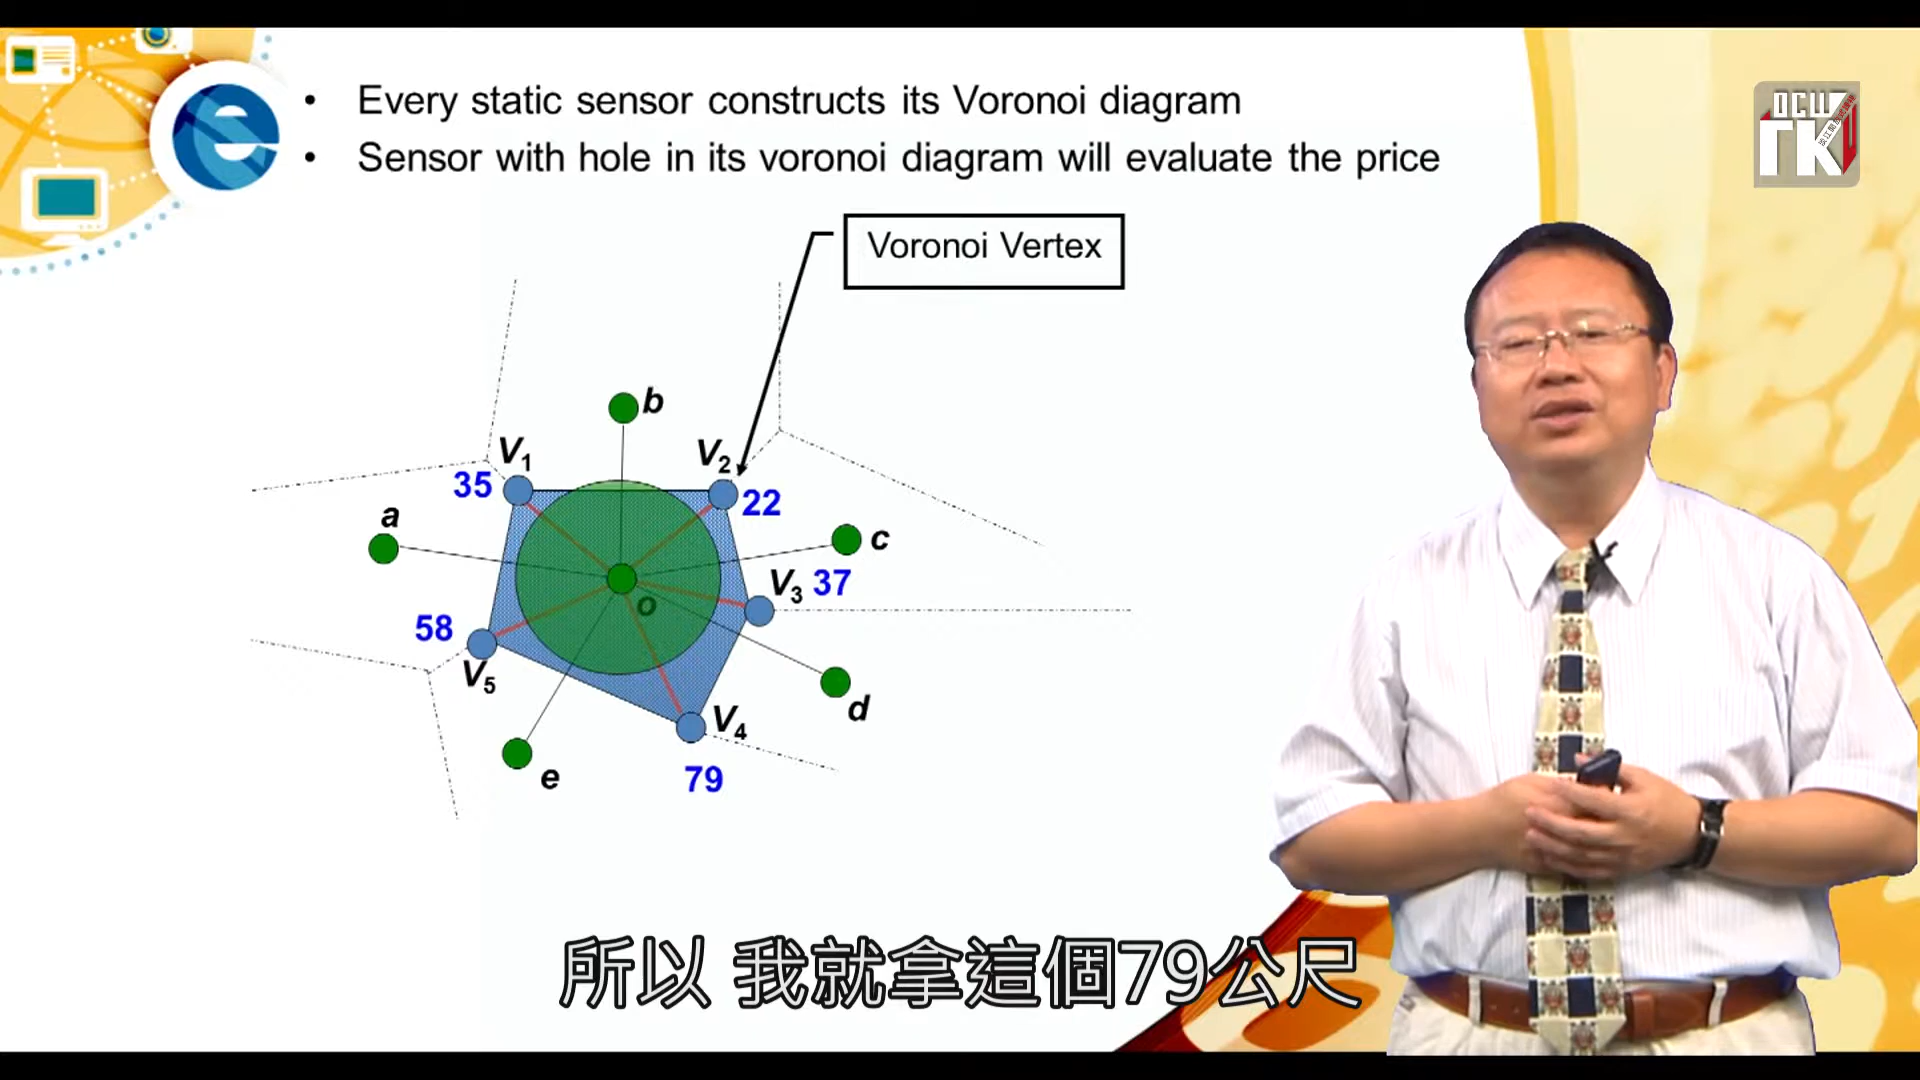 • Every static sensor constructs its Voronoi diagram
• Sensor with hole in its voronoi diagram will evaluate the price
OCW
TKU
Voronoi Vertex
b
V1
V2
35
22
a
c
V3 37
o
58
V5
d
V4
e
79
所以 我就拿這個79公尺